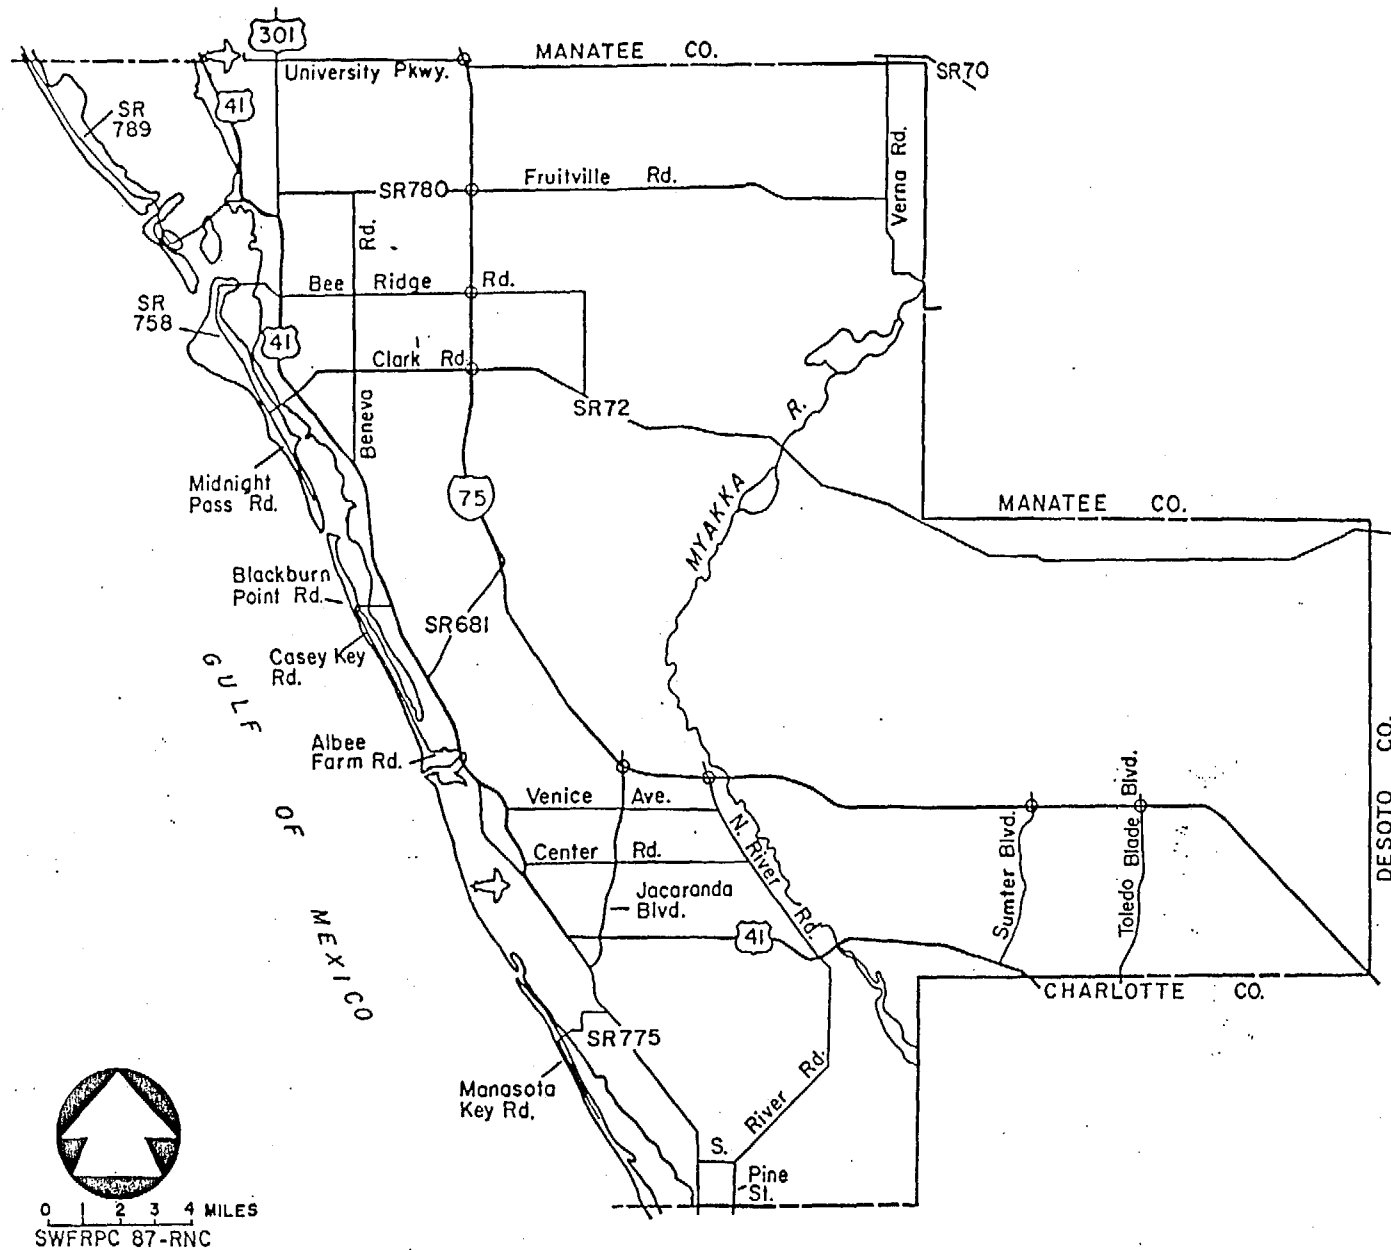 301
MANATEE CO.
University Pkwy.
SR70
41
SR
789
Verna Rd.
SR780
Fruitville Rd.
Rd.
Bee Ridge Rd.
SR
758
41
Clark Rd.
SR72
MYAKKA R.
Beneva
Midnight
Pass Rd.
75
MANATEE CO.
Blackburn
Point Rd.
SR681
Casey Key
Rd.
GULF OF MEXICO
Albee
Farm Rd.
DESOTO CO.
Venice Ave.
N. River Rd.
Sumter Blvd.
Toledo Blade Blvd.
Center Rd.
Jacaranda
Blvd.
41
CHARLOTTE CO.
SR775
Manasota
Key Rd.
S. River Rd.
Pine
St.
0 1 2 3 4 MILES
SWFRPC 87-RNC